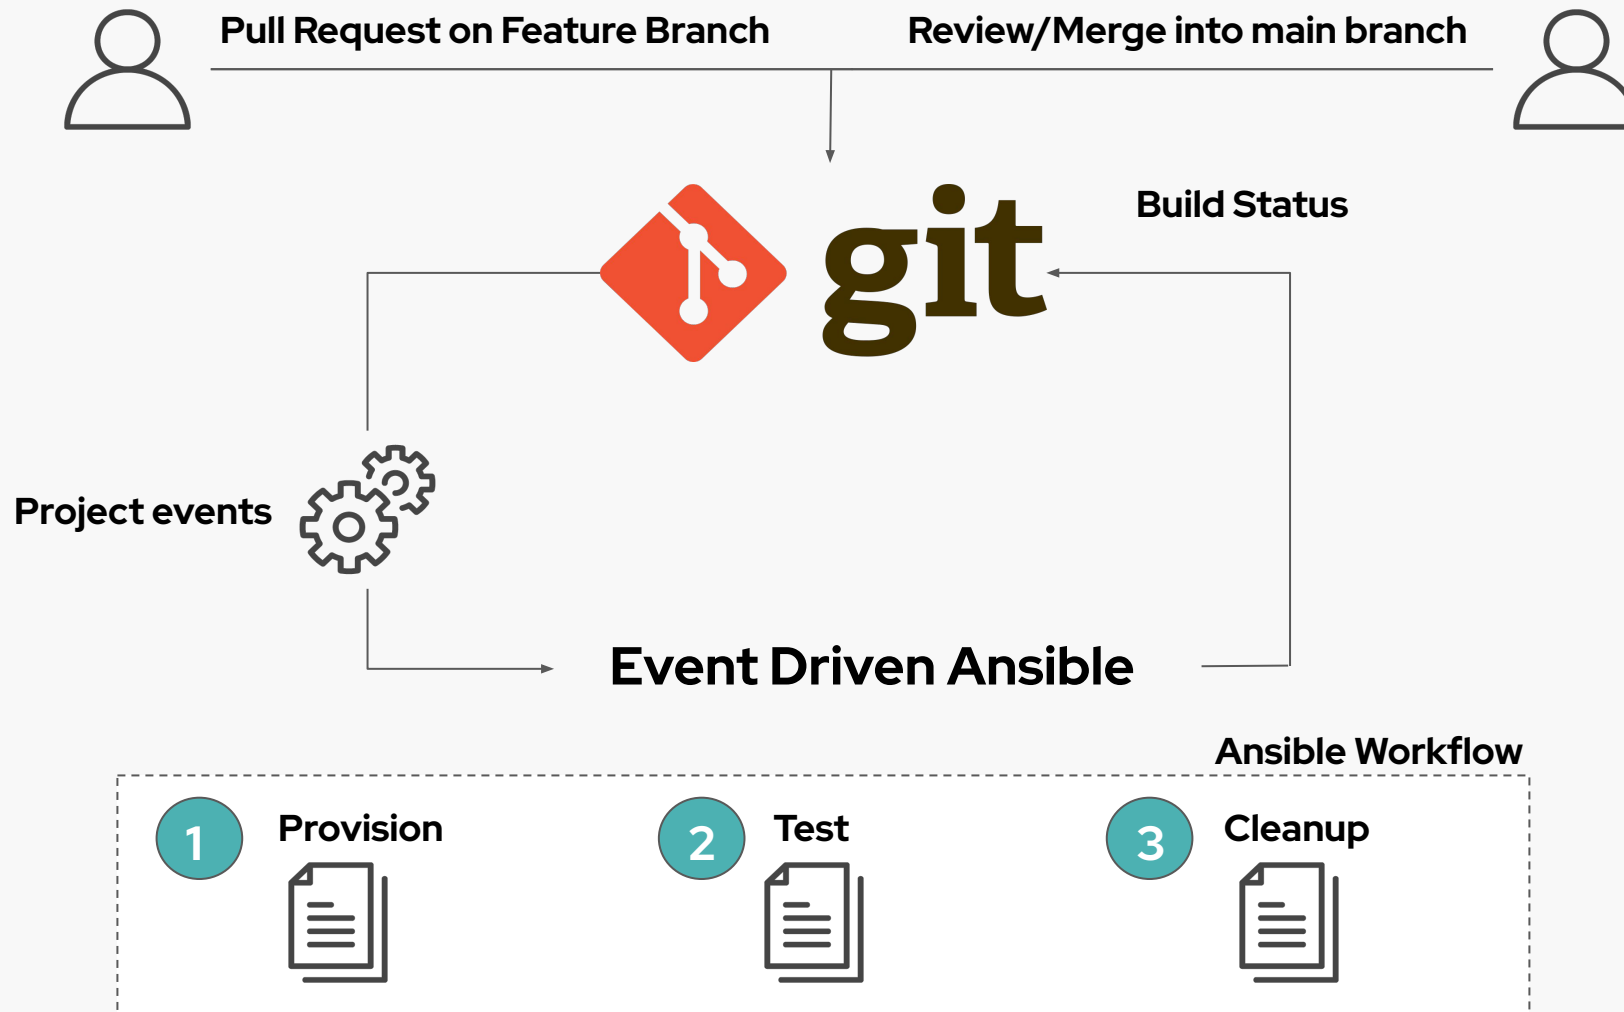 Pull Request on Feature Branch
Review/Merge into main branch
git
Build Status
Project events
Event Driven Ansible
Ansible Workflow
1
Provision
2
Test
3
Cleanup